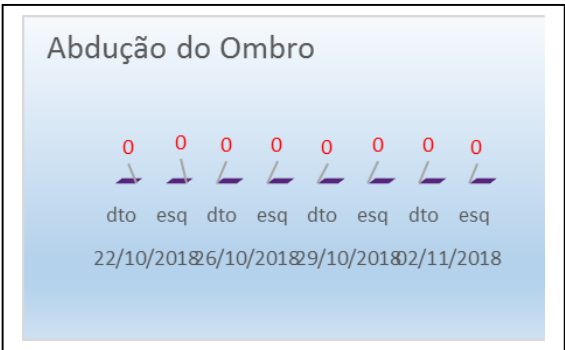 Abdução do Ombro
0 0 0 0 0 0 0 0
dto esq dto esq dto esq dto esq
22/10/2018 26/10/2018 29/10/2018 02/11/2018